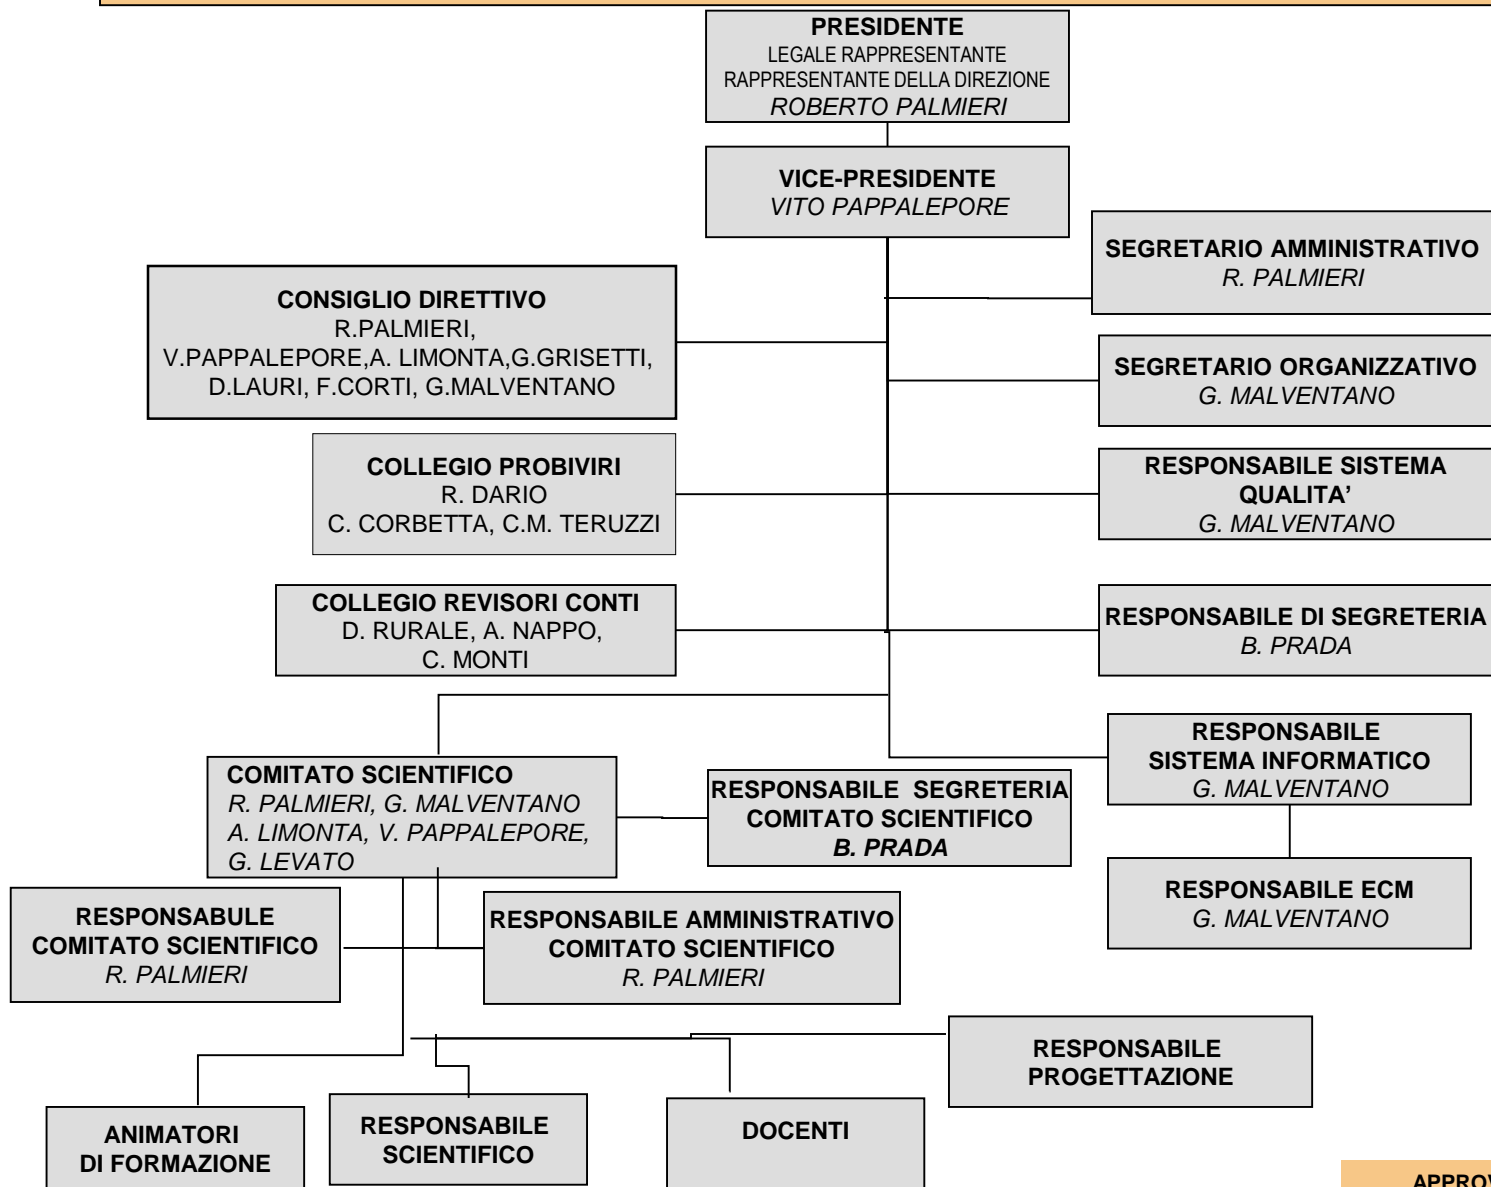 PRESIDENTE
LEGALE RAPPRESENTANTE
RAPPRESENTANTE DELLA DIREZIONE
ROBERTO PALMIERI
VICE-PRESIDENTE
VITO PAPPALEPORE
SEGRETARIO AMMINISTRATIVO
R. PALMIERI
CONSIGLIO DIRETTIVO
R.PALMIERI,
V.PAPPALEPORE,A. LIMONTA,G.GRISETTI,
D.LAURI, F.CORTI, G.MALVENTANO
SEGRETARIO ORGANIZZATIVO
G. MALVENTANO
COLLEGIO PROBIVIRI
R. DARIO
C. CORBETTA, C.M. TERUZZI
RESPONSABILE SISTEMA
QUALITA’
G. MALVENTANO
COLLEGIO REVISORI CONTI
D. RURALE, A. NAPPO,
C. MONTI
RESPONSABILE DI SEGRETERIA
B. PRADA
RESPONSABILE
SISTEMA INFORMATICO
G. MALVENTANO
COMITATO SCIENTIFICO
R. PALMIERI, G. MALVENTANO
A. LIMONTA, V. PAPPALEPORE,
G. LEVATO
RESPONSABILE SEGRETERIA
COMITATO SCIENTIFICO
B. PRADA
RESPONSABILE ECM
G. MALVENTANO
RESPONSABULE
COMITATO SCIENTIFICO
R. PALMIERI
RESPONSABILE AMMINISTRATIVO
COMITATO SCIENTIFICO
R. PALMIERI
RESPONSABILE
PROGETTAZIONE
ANIMATORI
DI FORMAZIONE
RESPONSABILE
SCIENTIFICO
DOCENTI